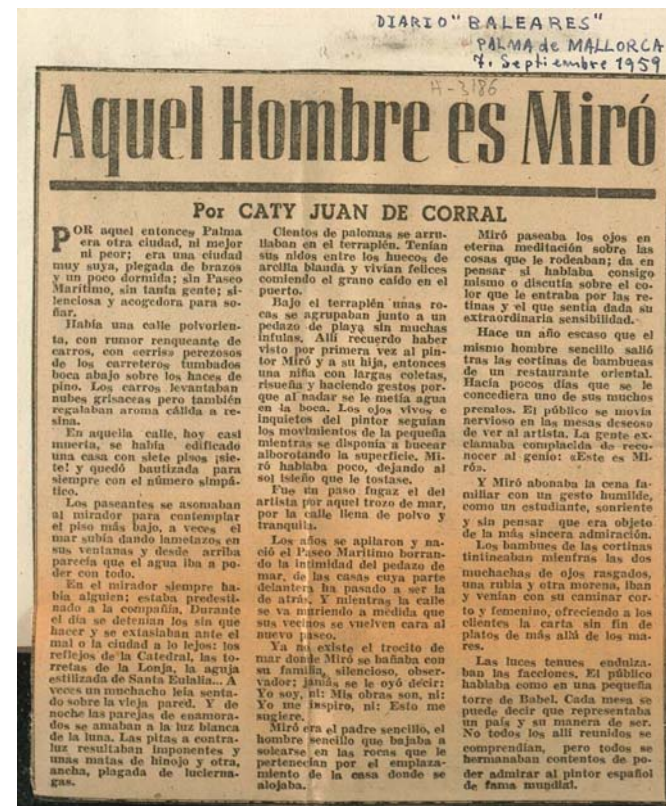 DIARIO "BALEARES"
PALMA de MALLORCA
7. Septiembre 1959
H-3186
Aquel Hombre es Miró
Por CATY JUAN DE CORRAL
POR aquel entonces Palma
era otra ciudad, ni mejor
ni peor; era una ciudad
muy suya, plegada de brazos
y un poco dormida; sin Paseo
Marítimo, sin tanta gente; si-
lenciosa y acogedora para so-
ñar.
Había una calle polvorien-
ta, con rumor renqueante de
carros, con «erris» perezosos
de los carreteros tumbados
boca abajo sobre los haces de
pino. Los carros levantaban
nubes grisaceas pero también
regalaban aroma cálida a re-
sina.
En aquella calle, hoy casi
muerta, se había edificado
una casa con siete pisos ¡sie-
te! y quedó bautizada para
siempre con el número simpá-
tico.
Los paseantes se asomaban
al mirador para contemplar
el piso más bajo, a veces el
mar subía dando lametazos en
sus ventanas y desde arriba
parecía que el agua iba a po-
der con todo.
En el mirador siempre ha-
bía alguien; estaba predesti-
nado a la compañía. Durante
el día se detenían los sin que
hacer y se extasiaban ante el
mal o la ciudad a lo lejos: los
reflejos de la Catedral, las to-
rretas de la Lonja, la aguja
estilizada de Santa Eulalia... A
veces un muchacho leía senta-
do sobre la vieja pared. Y de
noche las parejas de enamora-
dos se amaban a la luz blanca
de la luna. Las pitas a contra-
luz resultaban imponentes y
unas matas de hinojo y otra,
ancha, plagada de luciérna-
gas.
Cientos de palomas se arru-
llaban en el terraplén. Tenían
sus nidos entre los huecos de
arcilla blauda y vivían felices
comiendo el grano caído en el
puerto.
Bajo el terraplén unas ro-
cas se agrupaban junto a un
pedazo de playa sin muchas
ínfulas. Allí recuerdo haber
visto por primera vez al pin-
tor Miró y a su hija, entonces
una niña con largas coletas,
risueña y haciendo gestos por-
que al nadar se le metía agua
en la boca. Los ojos vivos e
inquietes del pintor seguían
los movimientos de la pequeña
mientras se disponía a bucear
alborotando la superficie. Mi-
ró hablaba poco, dejando al
sol isleño que le tostase.
Fue un paso fugaz el del
artista por aquel trozo de mar,
por la calle llena de polvo y
tranquila.
Los años se apilaron y na-
ció el Paseo Marítimo borran-
do la intimidad del pedazo de
mar, de las casas cuya parte
delantera ha pasado a ser la
de atrás. Y mientras la calle
se va muriendo a medida que
sus vecinos se vuelven cara al
nuevo paseo.
Ya no existe el trocito de
mar donde Miró se bañaba con
su familia, silencioso, obser-
vador; jamás se le oyó decir:
Yo soy, ni: Mis obras son, ni:
Yo me inspiro, ni: Esto me
sugiere.
Miró era el padre sencillo, el
hombre sencillo que bajaba a
solearse en las rocas que le
pertenecían por el emplaza-
miento de la casa donde se
alojaba.
Miró paseaba los ojos en
eterna meditación sobre las
cosas que le rodeaban; da en
pensar si hablaba consigo
mismo o discutía sobre el co-
lor que le entraba por las re-
tinas y el que sentía dada su
extraordinaria sensibilidad.
Hace un año escaso que el
mismo hombre sencillo salió
tras las cortinas de bambueas
de un restaurante oriental.
Hacía pocos días que se le
concediera uno de sus muchos
premios. El público se movía
nervioso en las mesas deseoso
de ver al artista. La gente ex-
clamaba complacida de reco-
nocer al genio: «Este es Mi-
ró».
Y Miró abonaba la cena fa-
miliar con un gesto humilde,
como un estudiante, sonriente
y sin pensar que era objeto
de la más sincera admiración.
Los bambues de las cortinas
tintineaban mientras las dos
muchachas de ojos rasgados,
una rubia y otra morena, iban
y venían con su caminar cor-
to y femenino, ofreciendo a los
clientes la carta sin fin de
platos de más allá de los ma-
res.
Las luces tenues endulza-
ban las facciones. El público
hablaba como en una pequeña
torre de Babel. Cada mesa se
puede decir que representaba
un país y su manera de ser.
No todos los allí reunidos se
comprendían, pero todos se
hermanaban contentos de po-
der admirar al pintor español
de fama mundial.